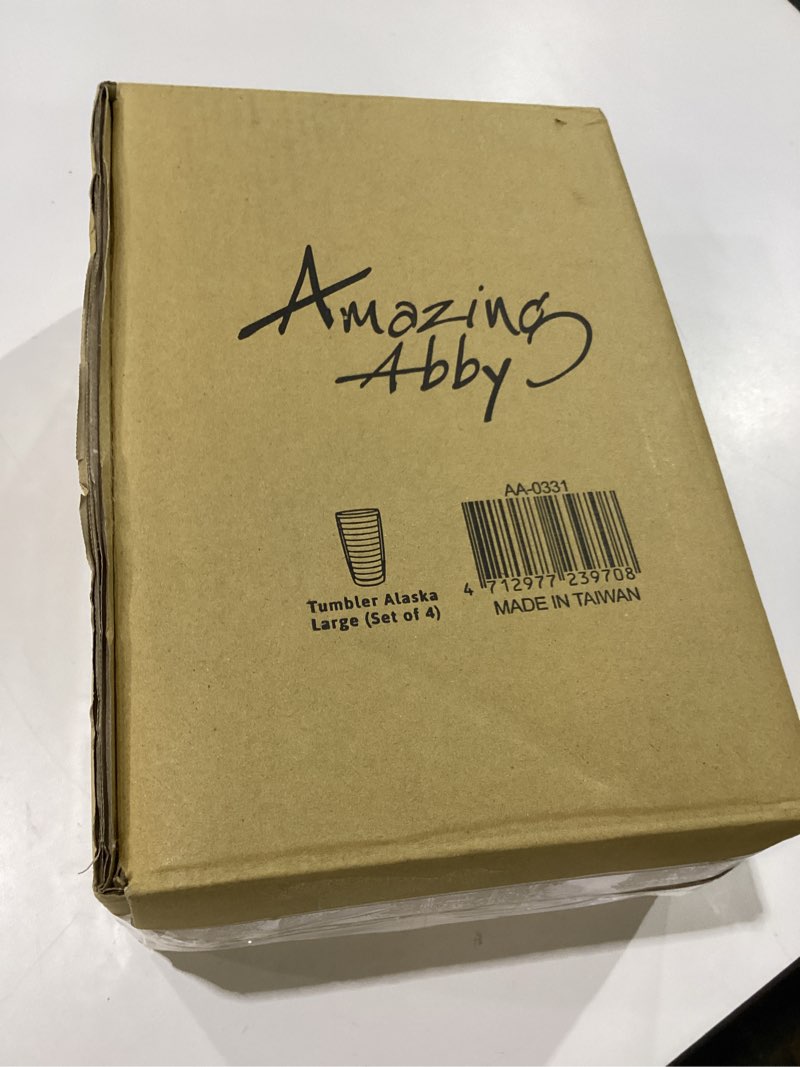 Amazing
Abby
AA-0331
4 712977 239708
MADE IN TAIWAN
Tumbler Alaska
Large (Set of 4)